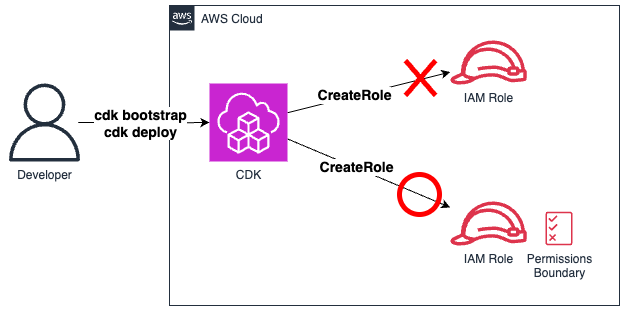 aws
AWS Cloud
CreateRole
IAM Role
cdk bootstrap
cdk deploy
Developer
CDK
CreateRole
IAM Role
Permissions
Boundary